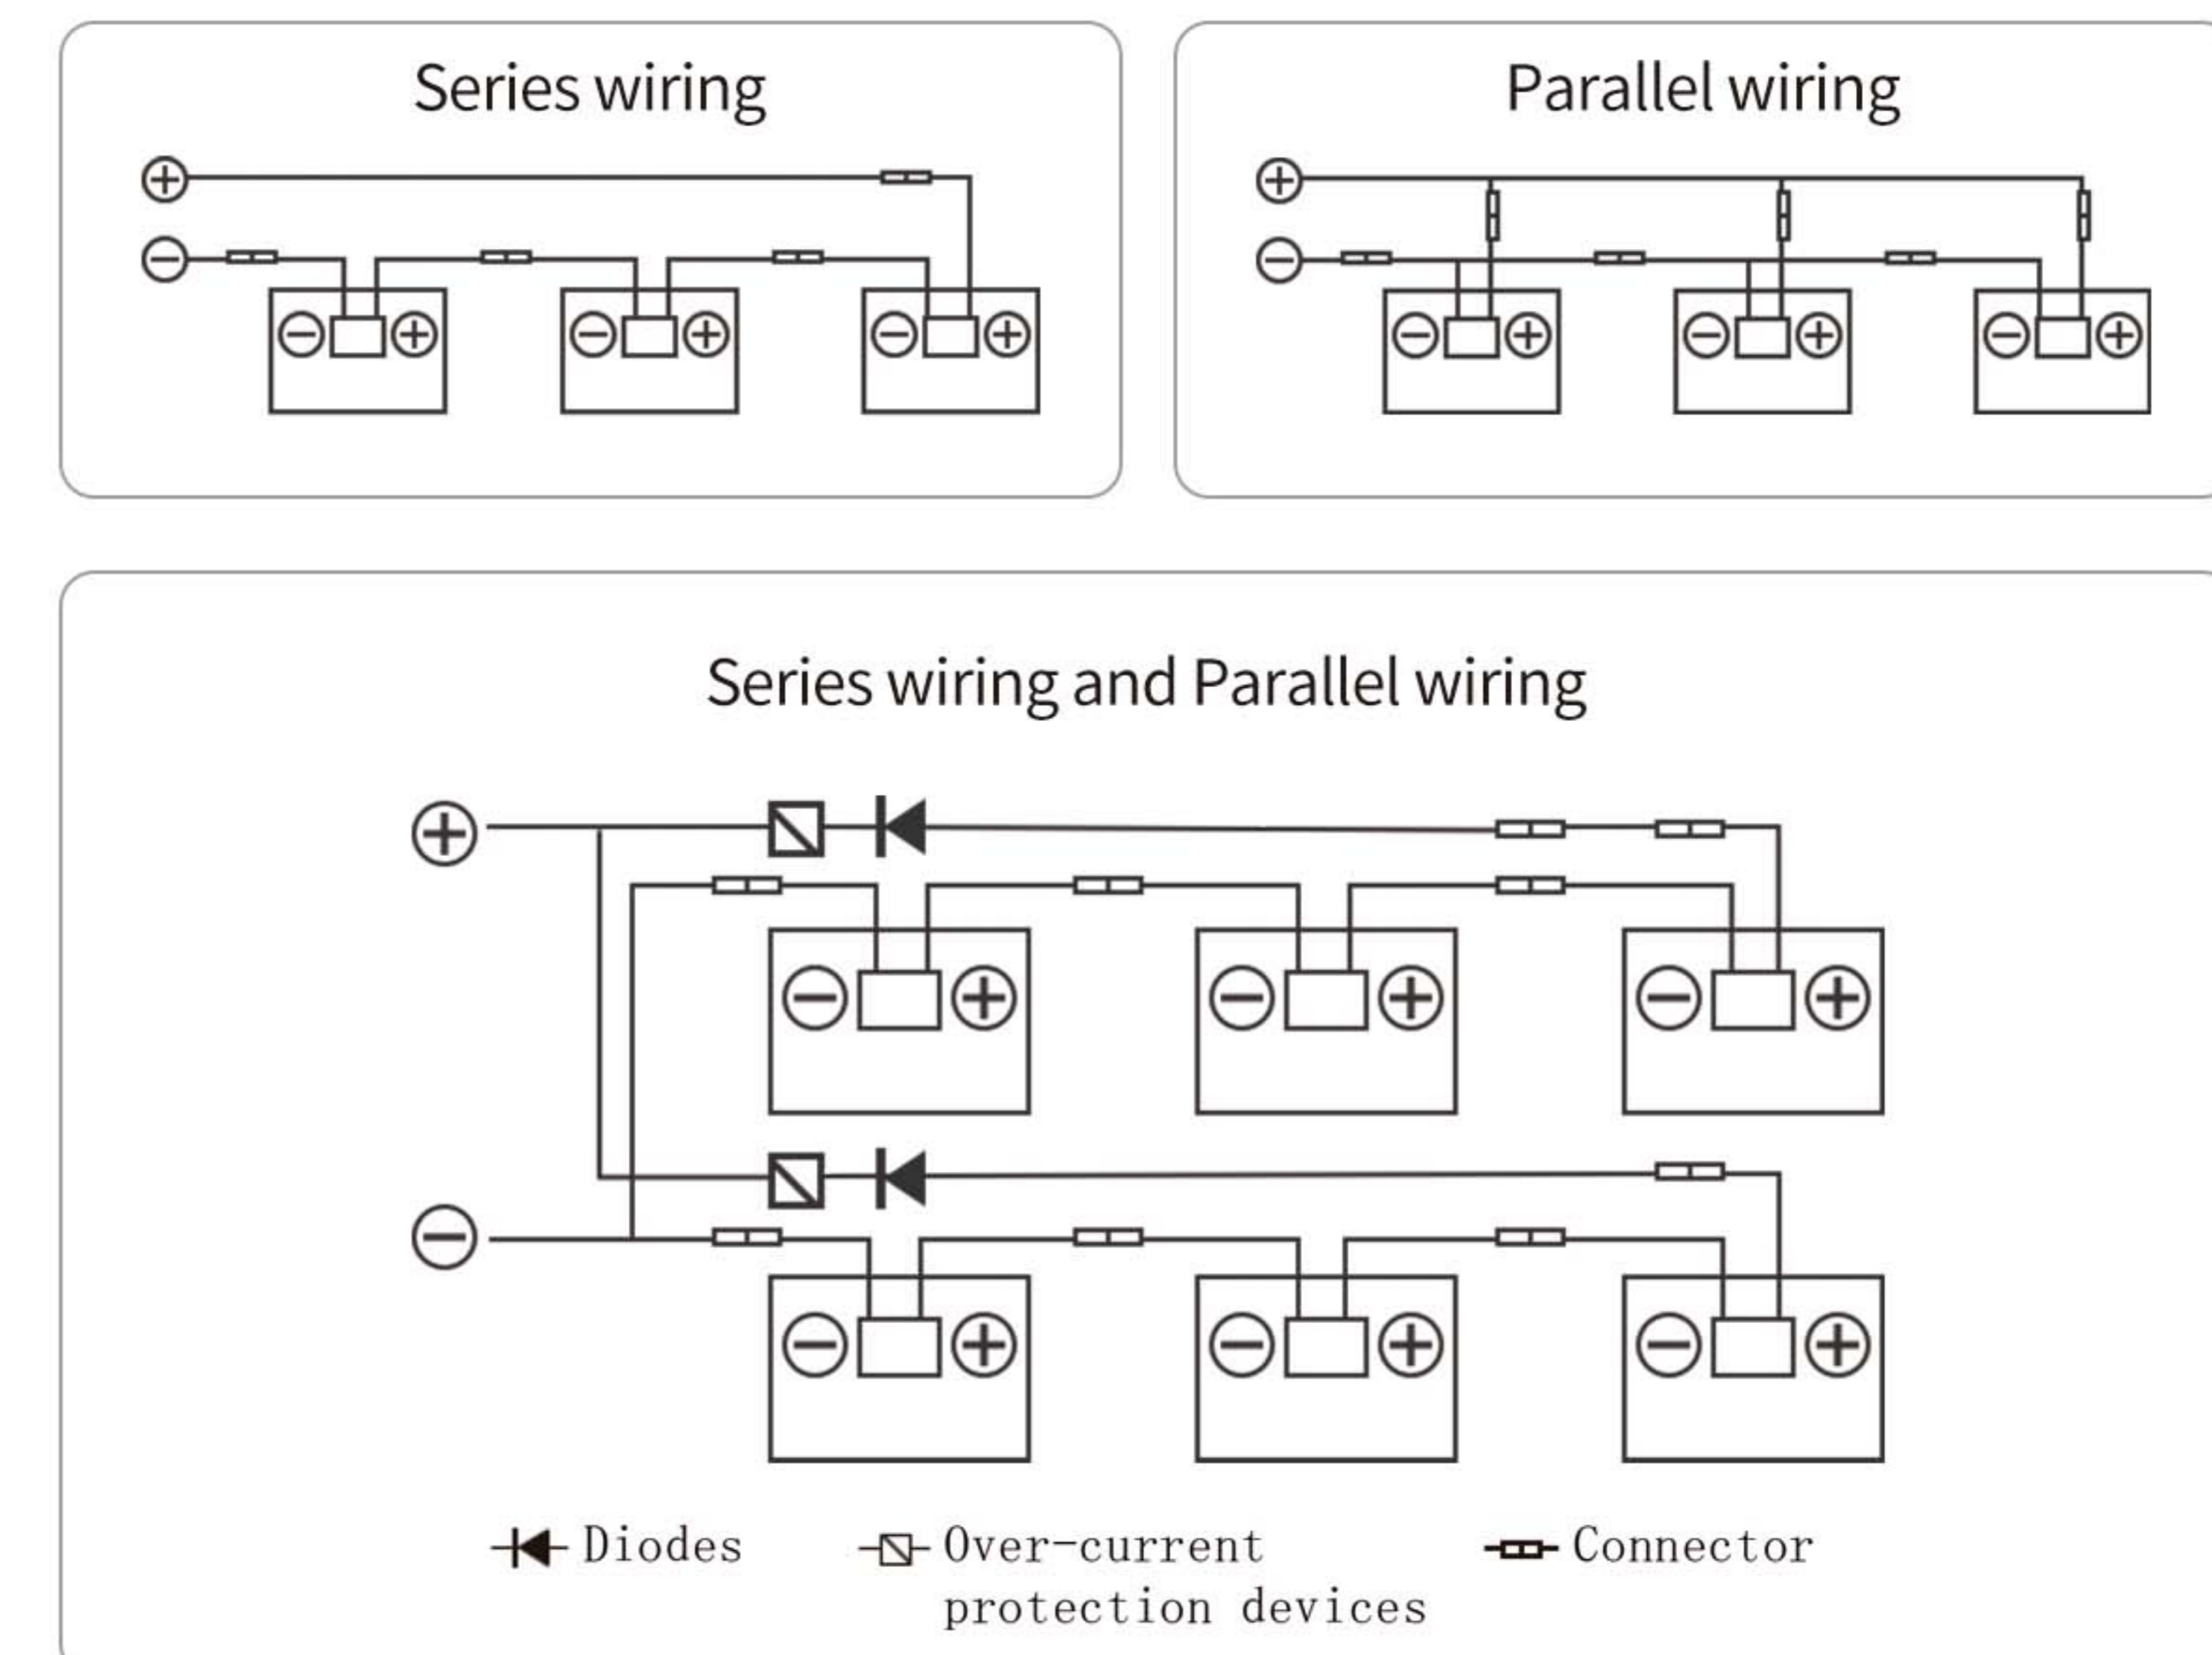 Series wiring
Parallel wiring
Series wiring and Parallel wiring
Diodes
Over-current
protection devices
Connector